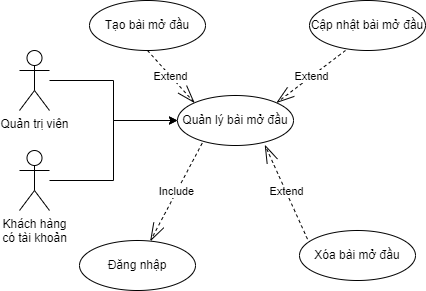 Tạo bài mở đầu
Cập nhật bài mở đầu
Extend
Extend
Quản trị viên
Quản lý bài mở đầu
Include
Extend
Khách hàng
có tài khoản
Đăng nhập
Xóa bài mở đầu